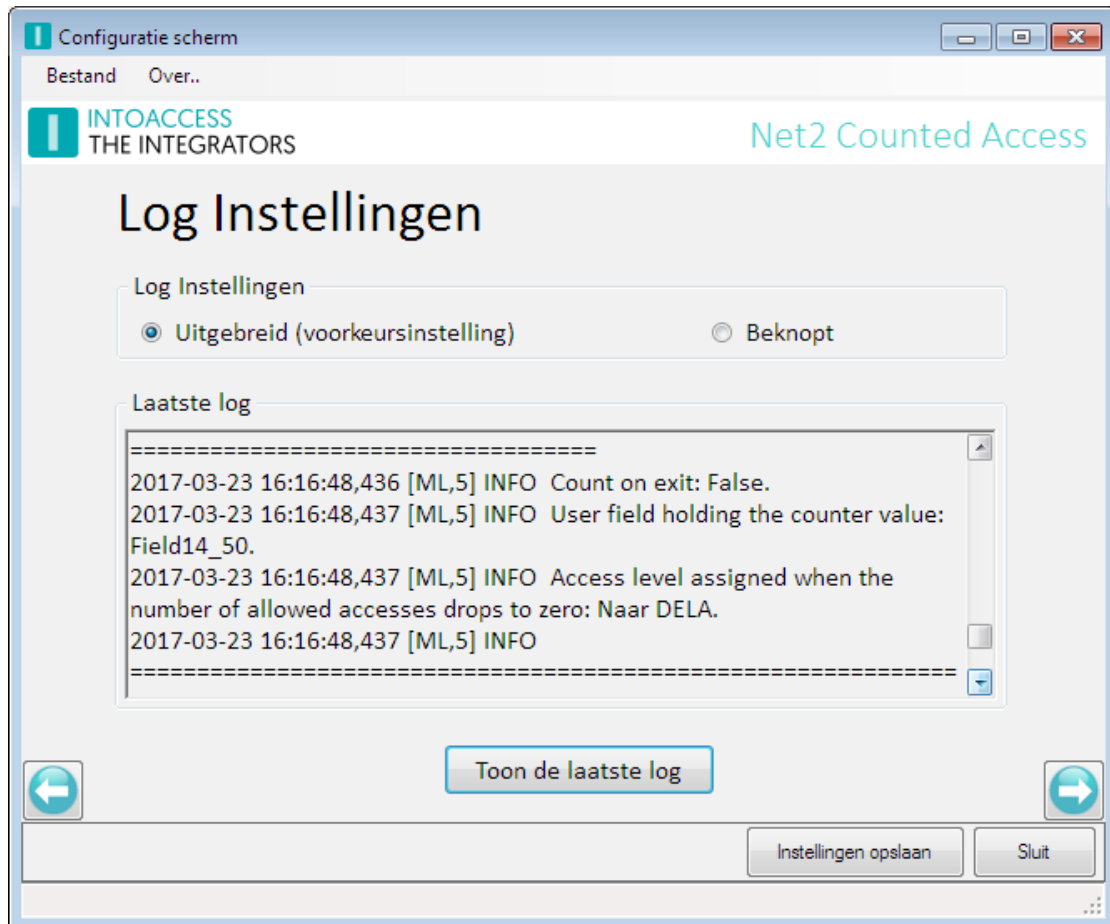 Configuratie scherm
Bestand Over..
INTOACCESS
THE INTEGRATORS
Net2 Counted Access
Log Instellingen
Log Instellingen
Uitgebreid (voorkeursinstelling) Beknopt
Laatste log
===================================
2017-03-23 16:16:48,436 [ML,5] INFO  Count on exit: False.
2017-03-23 16:16:48,437 [ML,5] INFO  User field holding the counter value:
Field14_50.
2017-03-23 16:16:48,437 [ML,5] INFO  Access level assigned when the
number of allowed accesses drops to zero: Naar DELA.
2017-03-23 16:16:48,437 [ML,5] INFO
==============================================================
Toon de laatste log
Instellingen opslaan Sluit